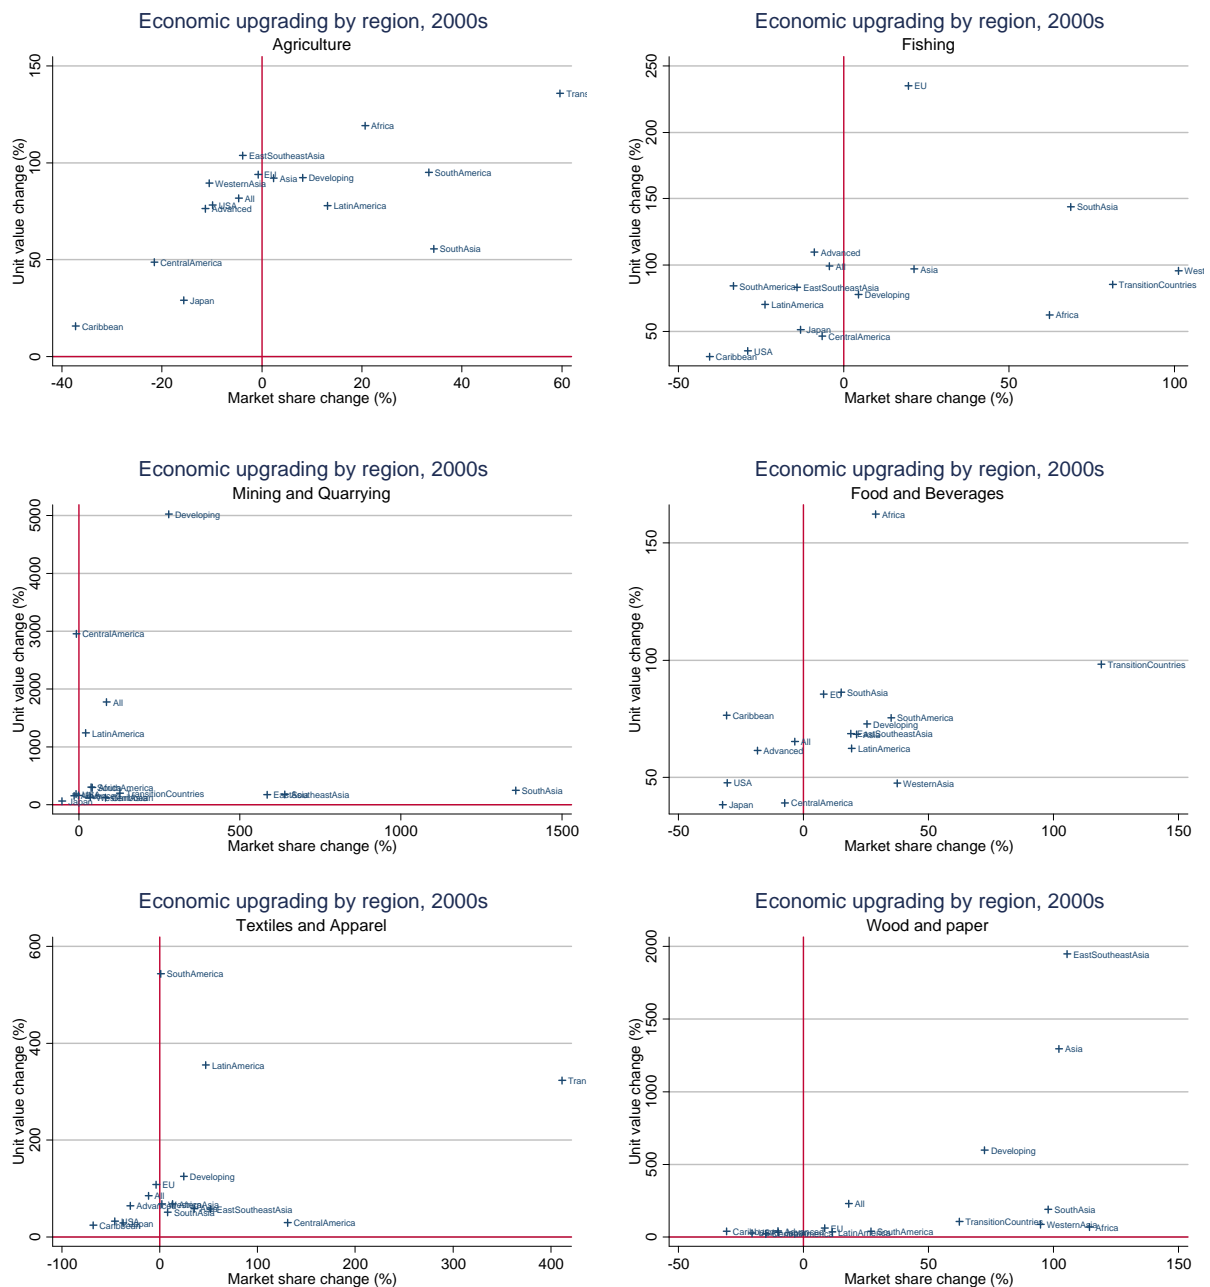 Economic upgrading by region, 2000s
Agriculture
Unit value change (%)
150
100
50
0
Trans
Africa
EastSoutheastAsia
EU
Asia
Developing
SouthAmerica
WesternAsia
All
USA
Advanced
LatinAmerica
SouthAsia
CentralAmerica
Japan
Caribbean
-40 -20 0 20 40 60
Market share change (%)
Economic upgrading by region, 2000s
Fishing
Unit value change (%)
250
200
150
100
50
EU
SouthAsia
Advanced
All
Asia
West
TransitionCountries
SouthAmerica
EastSoutheastAsia
Developing
LatinAmerica
Africa
Japan
CentralAmerica
USA
Caribbean
-50 0 50 100
Market share change (%)
Economic upgrading by region, 2000s
Mining and Quarrying
Unit value change (%)
5000
4000
3000
2000
1000
0
Developing
CentralAmerica
All
LatinAmerica
SouthAmerica
TransitionCountries
EastSoutheastAsia
SouthAsia
Japan
0 500 1000 1500
Market share change (%)
Economic upgrading by region, 2000s
Food and Beverages
Unit value change (%)
150
100
50
Africa
TransitionCountries
EU
SouthAsia
Caribbean
SouthAmerica
Developing
EastSoutheastAsia
Asia
All
Advanced
LatinAmerica
USA
WesternAsia
Japan
CentralAmerica
-50 0 50 100 150
Market share change (%)
Economic upgrading by region, 2000s
Textiles and Apparel
Unit value change (%)
600
400
200
0
SouthAmerica
LatinAmerica
Tran
Developing
EU
All
Advanced
WesternAsia
Africa
SouthAsia
EastSoutheastAsia
USA
Japan
Caribbean
CentralAmerica
-100 0 100 200 300 400
Market share change (%)
Economic upgrading by region, 2000s
Wood and paper
Unit value change (%)
2000
1500
1000
500
0
EastSoutheastAsia
Asia
Developing
All
SouthAsia
TransitionCountries
WesternAsia
Africa
EU
Caribbean
Advanced
LatinAmerica
SouthAmerica
-50 0 50 100 150
Market share change (%)